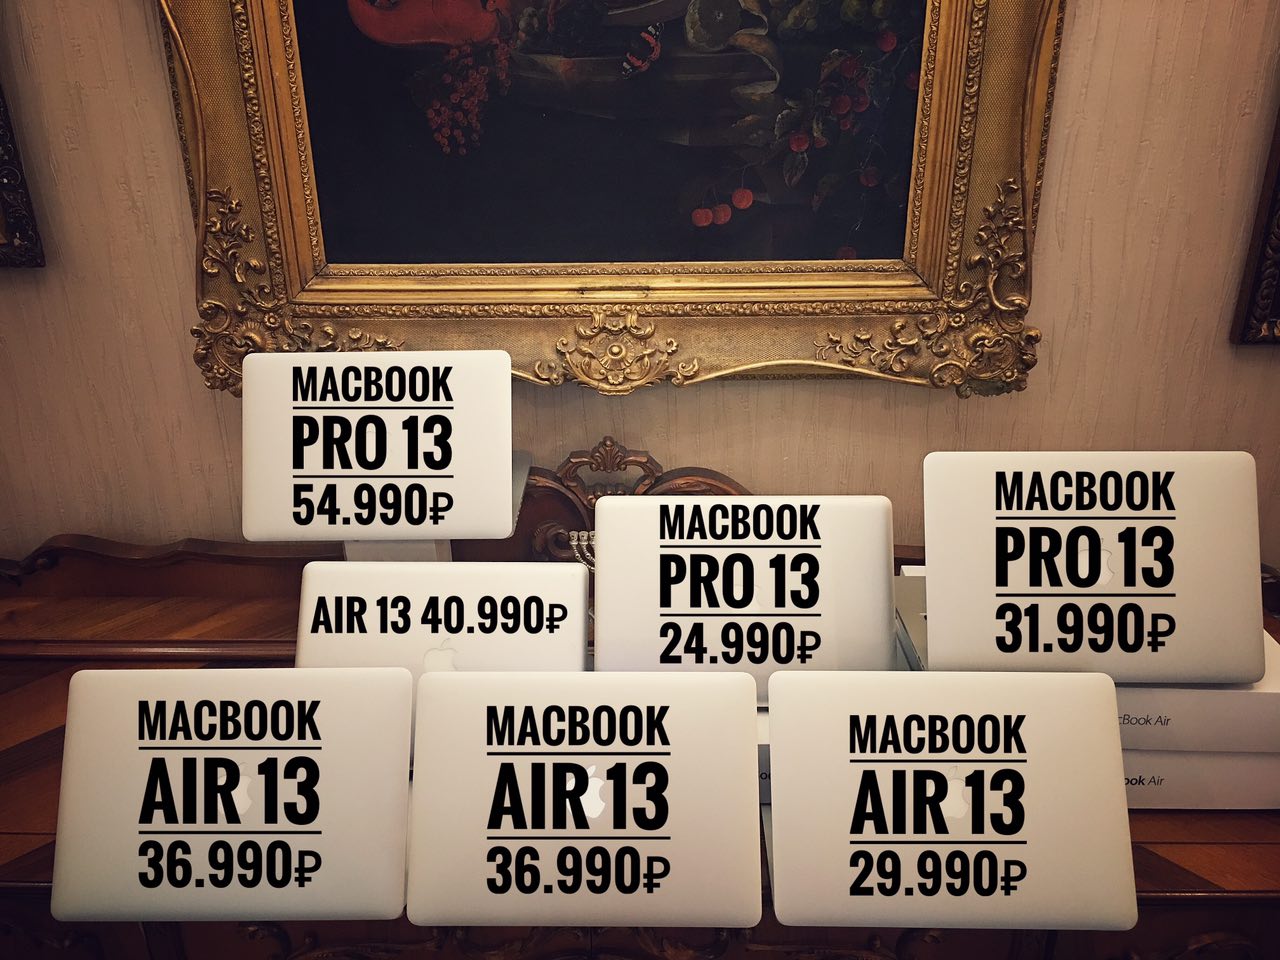 MACBOOK
PRO 13
54.990₽
AIR 13 40.990₽
MACBOOK
PRO 13
24.990₽
MACBOOK
PRO 13
31.990₽
MACBOOK
AIR 13
36.990₽
MACBOOK
AIR 13
36.990₽
MACBOOK
AIR 13
29.990₽
Book Air
ook Air